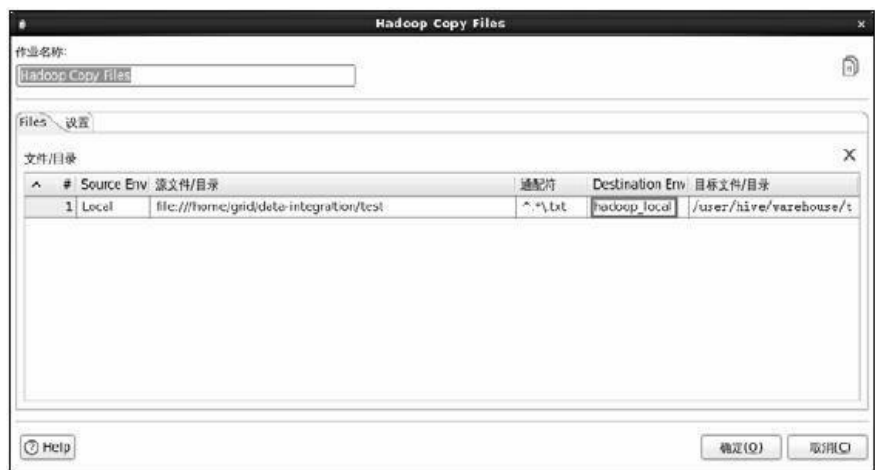 Hadoop Copy Files
作业名称:
Hadoop Copy Files
Files 设置
文件/目录
# Source Env 源文件/目录 通配符 Destination Env 目标文件/目录
1 Local file:///home/grid/data-integration/test ^.*\.txt hadoop_local /user/hive/warehouse/t
Help 确定(O) 取消(C)